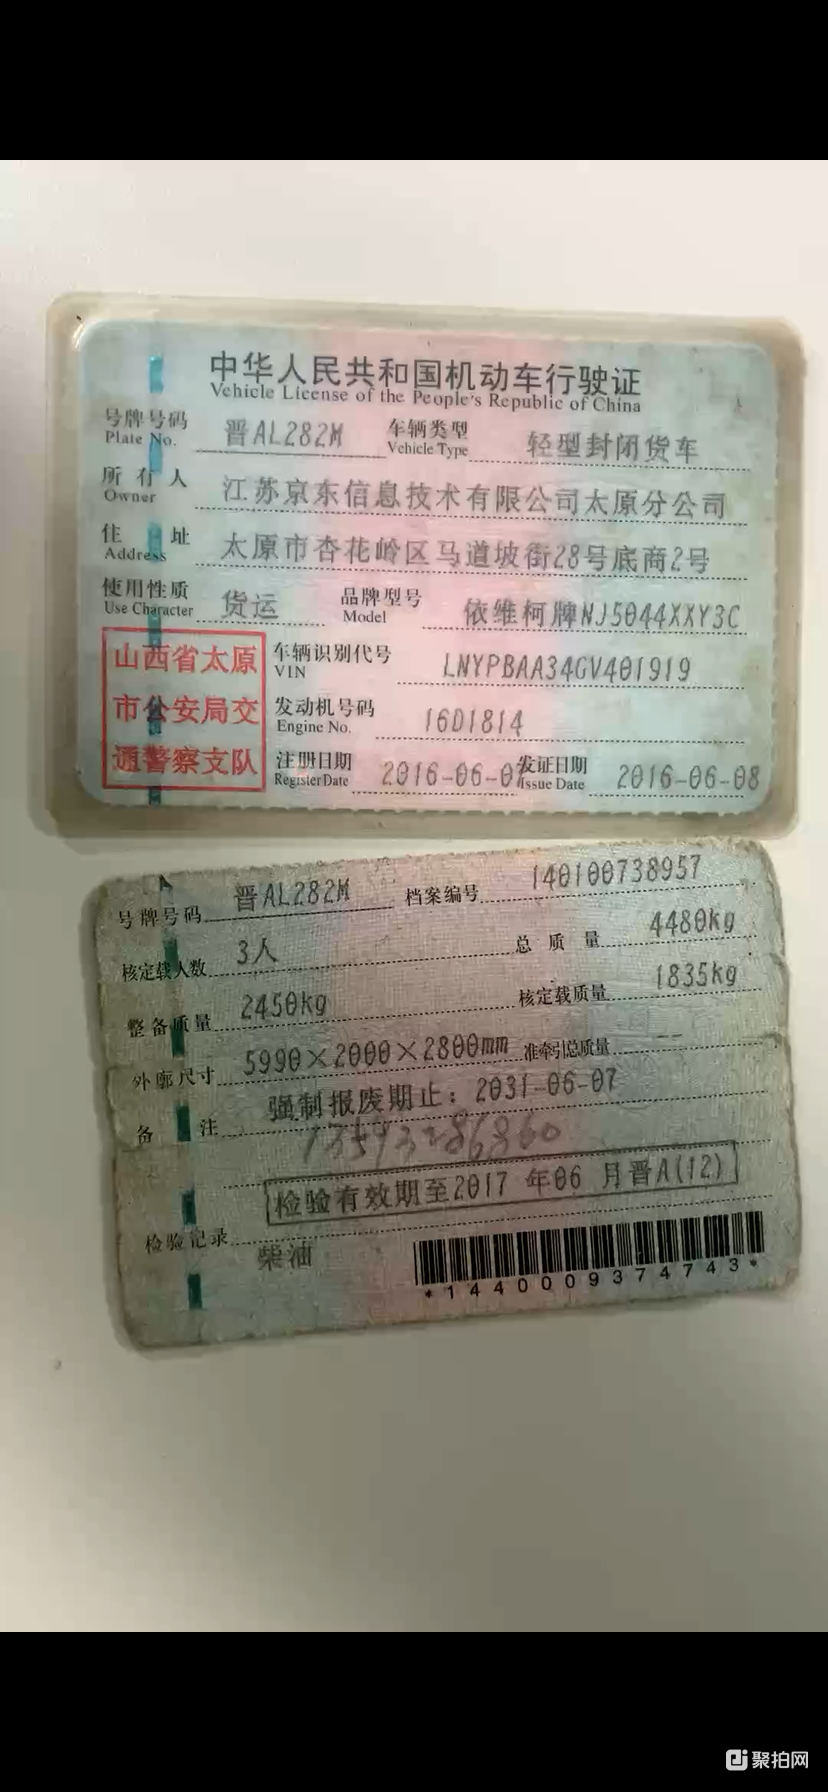 中华人民共和国机动车行驶证
Vehicle License of the People's Republic of China
号牌号码 Plate No. 晋AL282M 车辆类型 Vehicle Type 轻型封闭货车
所有人 Owner 江苏京东信息技术有限公司太原分公司
住址 Address 太原市杏花岭区马道坡街28号底商2号
使用性质 Use Character 货运 品牌型号 Model 依维柯牌NJ5044XXY3C
山西省太原
市公安局交
通警察支队
车辆识别代号 VIN LNYPBAA34GV401919
发动机号码 Engine No. 16D1814
注册日期 Register Date 2016-06-0 发证日期 Issue Date 2016-06-08
号牌号码 晋AL282M 档案编号 140100738957
核定载人数 3人 总质量 4480kg
整备质量 2450kg 核定载质量 1835kg
外廓尺寸 5990×2000×2800mm 准牵引总质量 --
备注 强制报废期止：2031-06-07
13593286860
检验有效期至2017年06月晋A(12)
检验记录
柴油
*1440009374743*
聚拍网